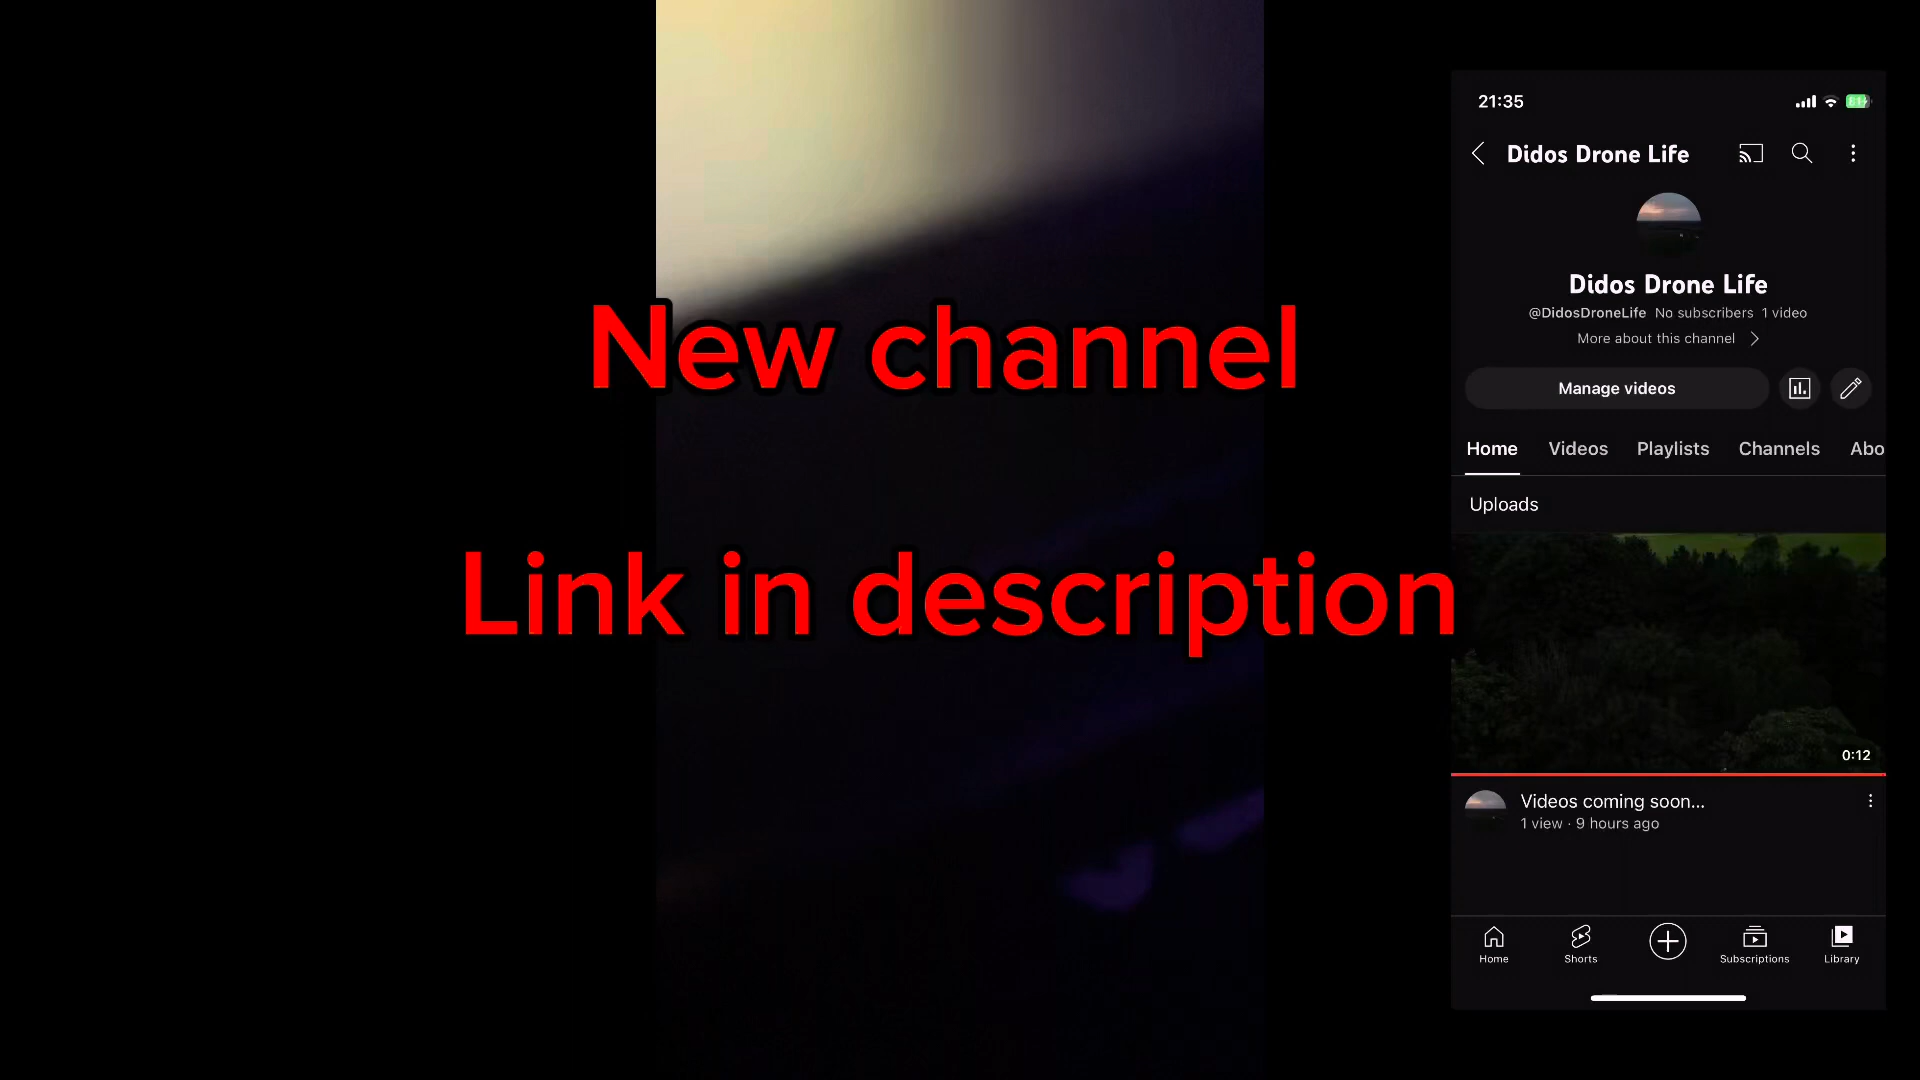 New channel
Link in description
21:35
Didos Drone Life
Didos Drone Life
@DidosDroneLife No subscribers 1 video
More about this channel
Manage videos
Home Videos Playlists Channels Abo
Uploads
0:12
Videos coming soon...
1 view · 9 hours ago
Home Shorts Subscriptions Library